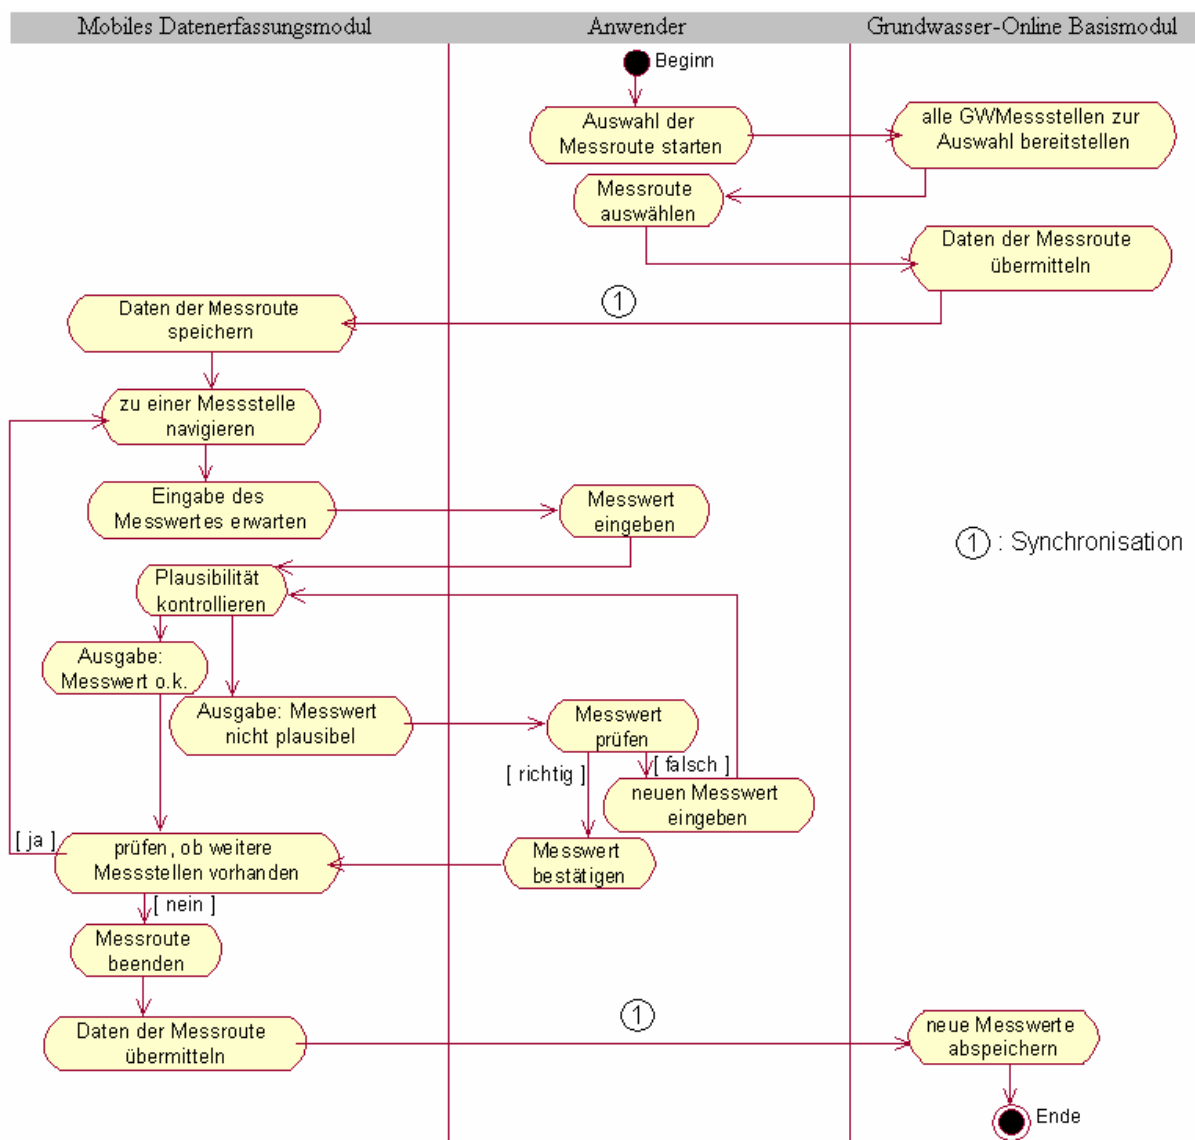 Mobiles Datenerfassungsmodul
Anwender
Grundwasser-Online Basismodul
Beginn
Auswahl der
Messroute starten
alle GWMessstellen zur
Auswahl bereitstellen
Messroute
auswählen
Daten der Messroute
übermitteln
1
Daten der Messroute
speichern
zu einer Messstelle
navigieren
Eingabe des
Messwertes erwarten
Messwert
eingeben
1 : Synchronisation
Plausibilität
kontrollieren
Ausgabe:
Messwert o.k.
Ausgabe: Messwert
nicht plausibel
Messwert
prüfen
[ richtig ]
[ falsch ]
neuen Messwert
eingeben
[ ja ]
prüfen, ob weitere
Messstellen vorhanden
Messwert
bestätigen
[ nein ]
Messroute
beenden
1
Daten der Messroute
übermitteln
neue Messwerte
abspeichern
Ende